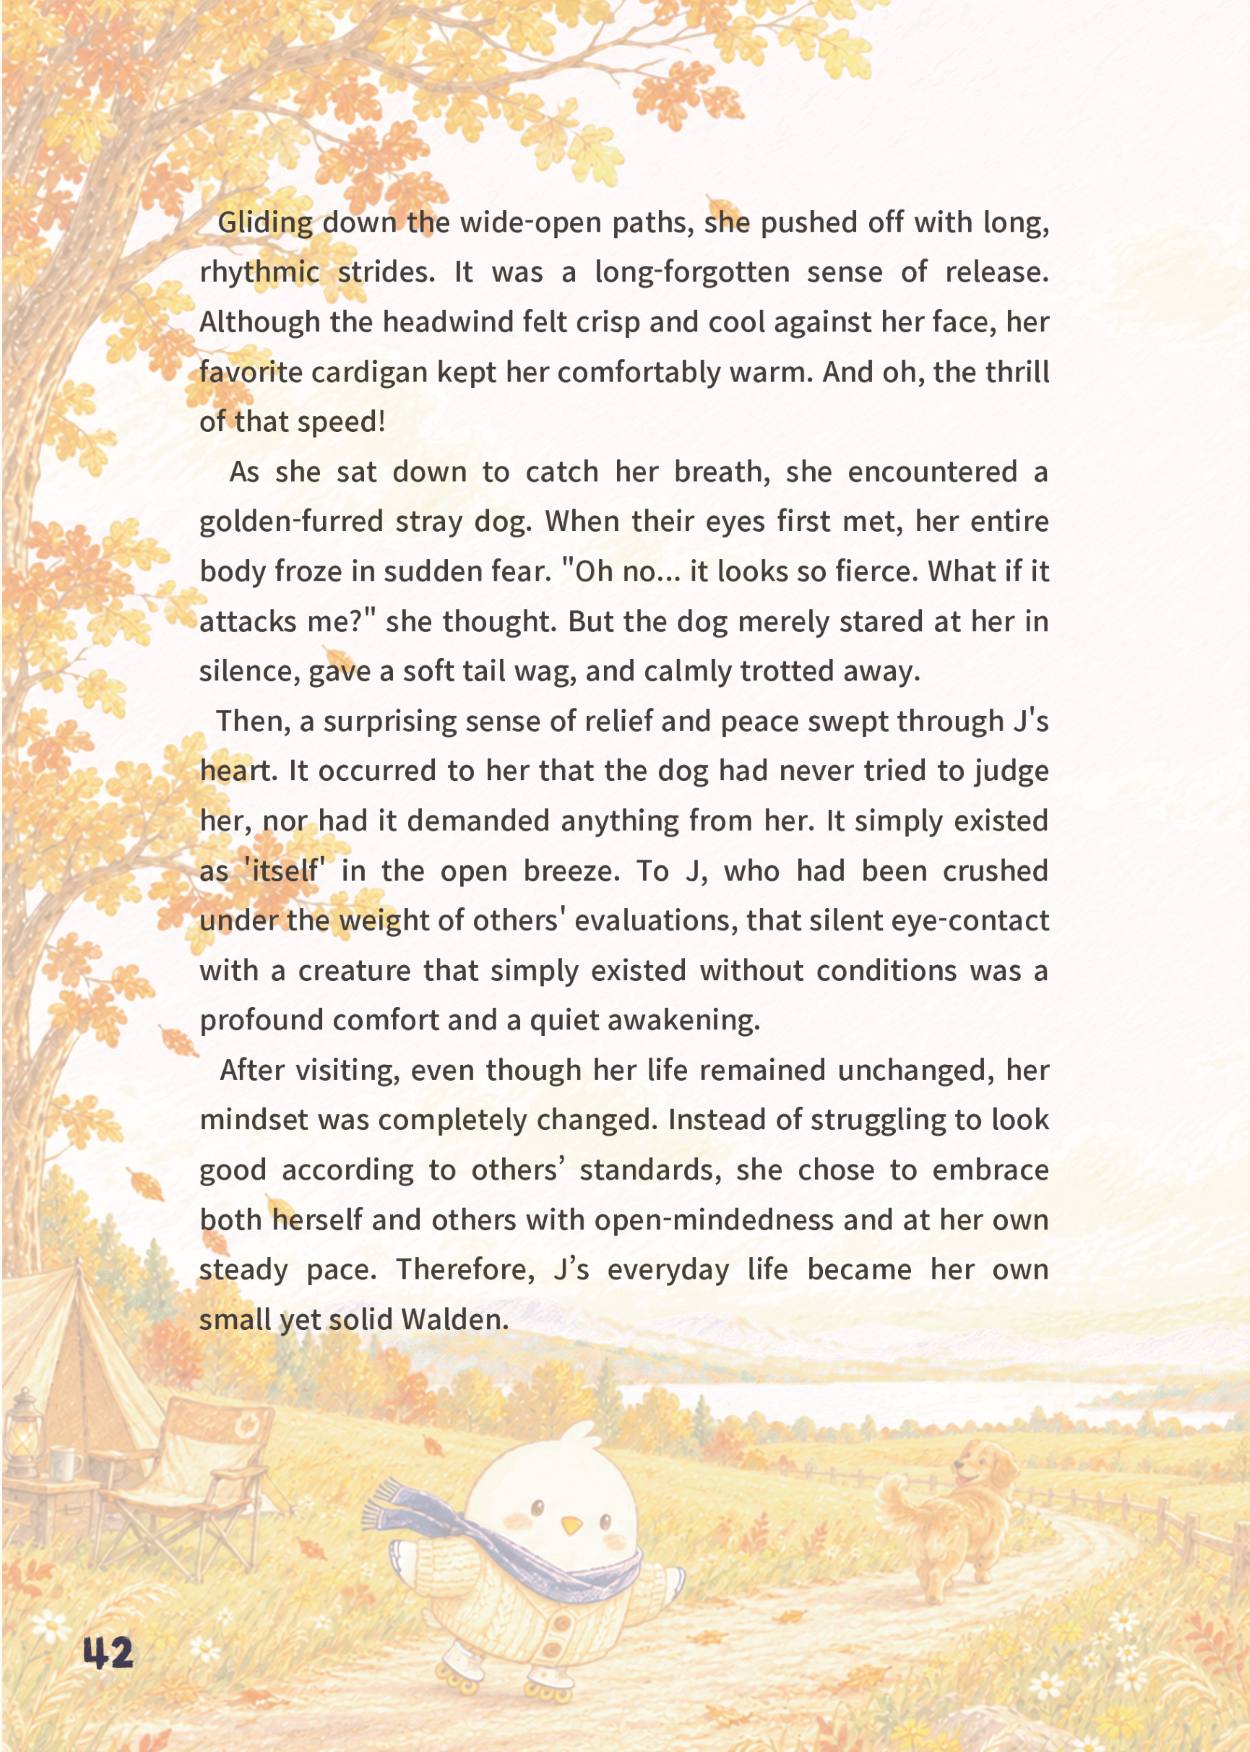 Gliding down the wide-open paths, she pushed off with long,
rhythmic strides. It was a long-forgotten sense of release.
Although the headwind felt crisp and cool against her face, her
favorite cardigan kept her comfortably warm. And oh, the thrill
of that speed!
As she sat down to catch her breath, she encountered a
golden-furred stray dog. When their eyes first met, her entire
body froze in sudden fear. "Oh no... it looks so fierce. What if it
attacks me?" she thought. But the dog merely stared at her in
silence, gave a soft tail wag, and calmly trotted away.
Then, a surprising sense of relief and peace swept through J's
heart. It occurred to her that the dog had never tried to judge
her, nor had it demanded anything from her. It simply existed
as 'itself' in the open breeze. To J, who had been crushed
under the weight of others' evaluations, that silent eye-contact
with a creature that simply existed without conditions was a
profound comfort and a quiet awakening.
After visiting, even though her life remained unchanged, her
mindset was completely changed. Instead of struggling to look
good according to others’ standards, she chose to embrace
both herself and others with open-mindedness and at her own
steady pace. Therefore, J’s everyday life became her own
small yet solid Walden.
42